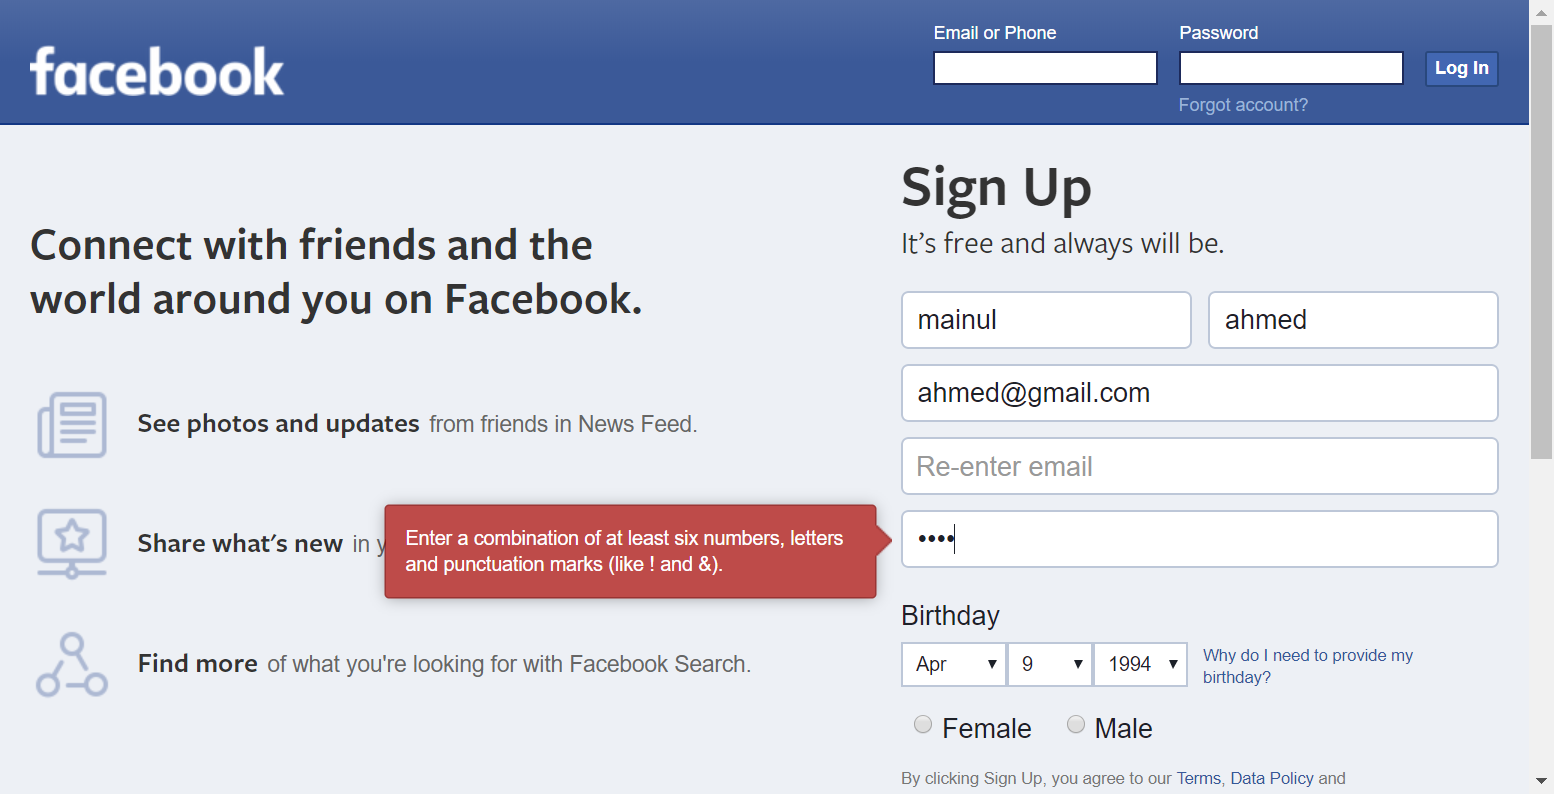 facebook
Email or Phone
Password
Log In
Forgot account?
Connect with friends and the
world around you on Facebook.
See photos and updates from friends in News Feed.
Share what's new in y
Find more of what you're looking for with Facebook Search.
Enter a combination of at least six numbers, letters
and punctuation marks (like ! and &).
Sign Up
It's free and always will be.
mainul
ahmed
ahmed@gmail.com
Re-enter email
••••
Birthday
Apr 9 1994
Why do I need to provide my
birthday?
Female Male
By clicking Sign Up, you agree to our Terms, Data Policy and